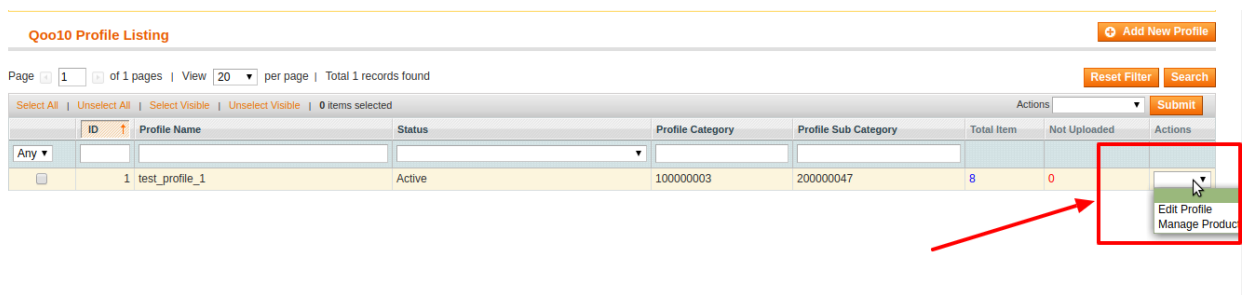 Qoo10 Profile Listing
Add New Profile
Page 1 of 1 pages | View 20 per page | Total 1 records found
Reset Filter Search
Select All | Unselect All | Select Visible | Unselect Visible | 0 items selected Actions Submit
ID Profile Name Status Profile Category Profile Sub Category Total Item Not Uploaded Actions
Any
1 test_profile_1 Active 100000003 200000047 8 0
Edit Profile
Manage Product